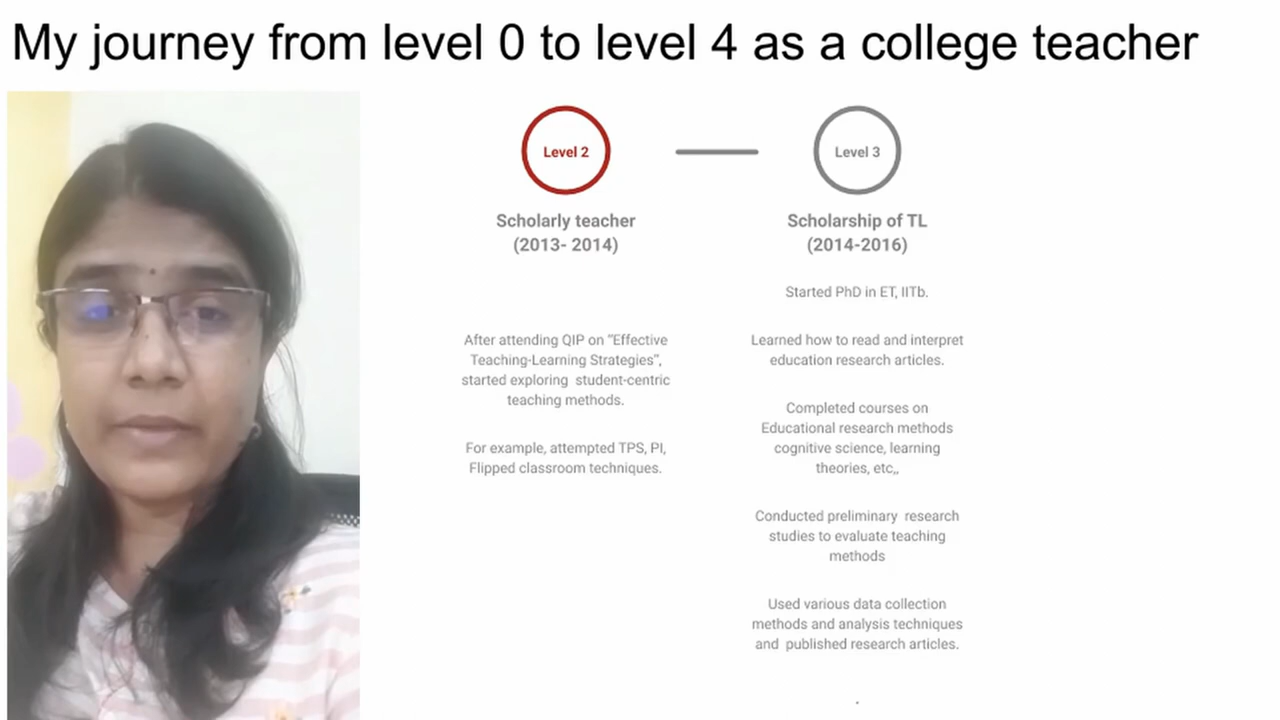 My journey from level 0 to level 4 as a college teacher
Level 2
Scholarly teacher
(2013- 2014)
After attending QIP on “Effective
Teaching-Learning Strategies”,
started exploring  student-centric
teaching methods.
For example, attempted TPS, PI,
Flipped classroom techniques.
Level 3
Scholarship of TL
(2014-2016)
Started PhD in ET, IITb.
Learned how to read and interpret
education research articles.
Completed courses on
Educational research methods
cognitive science, learning
theories, etc,,
Conducted preliminary  research
studies to evaluate teaching
methods
Used various data collection
methods and analysis techniques
and  published research articles.
.